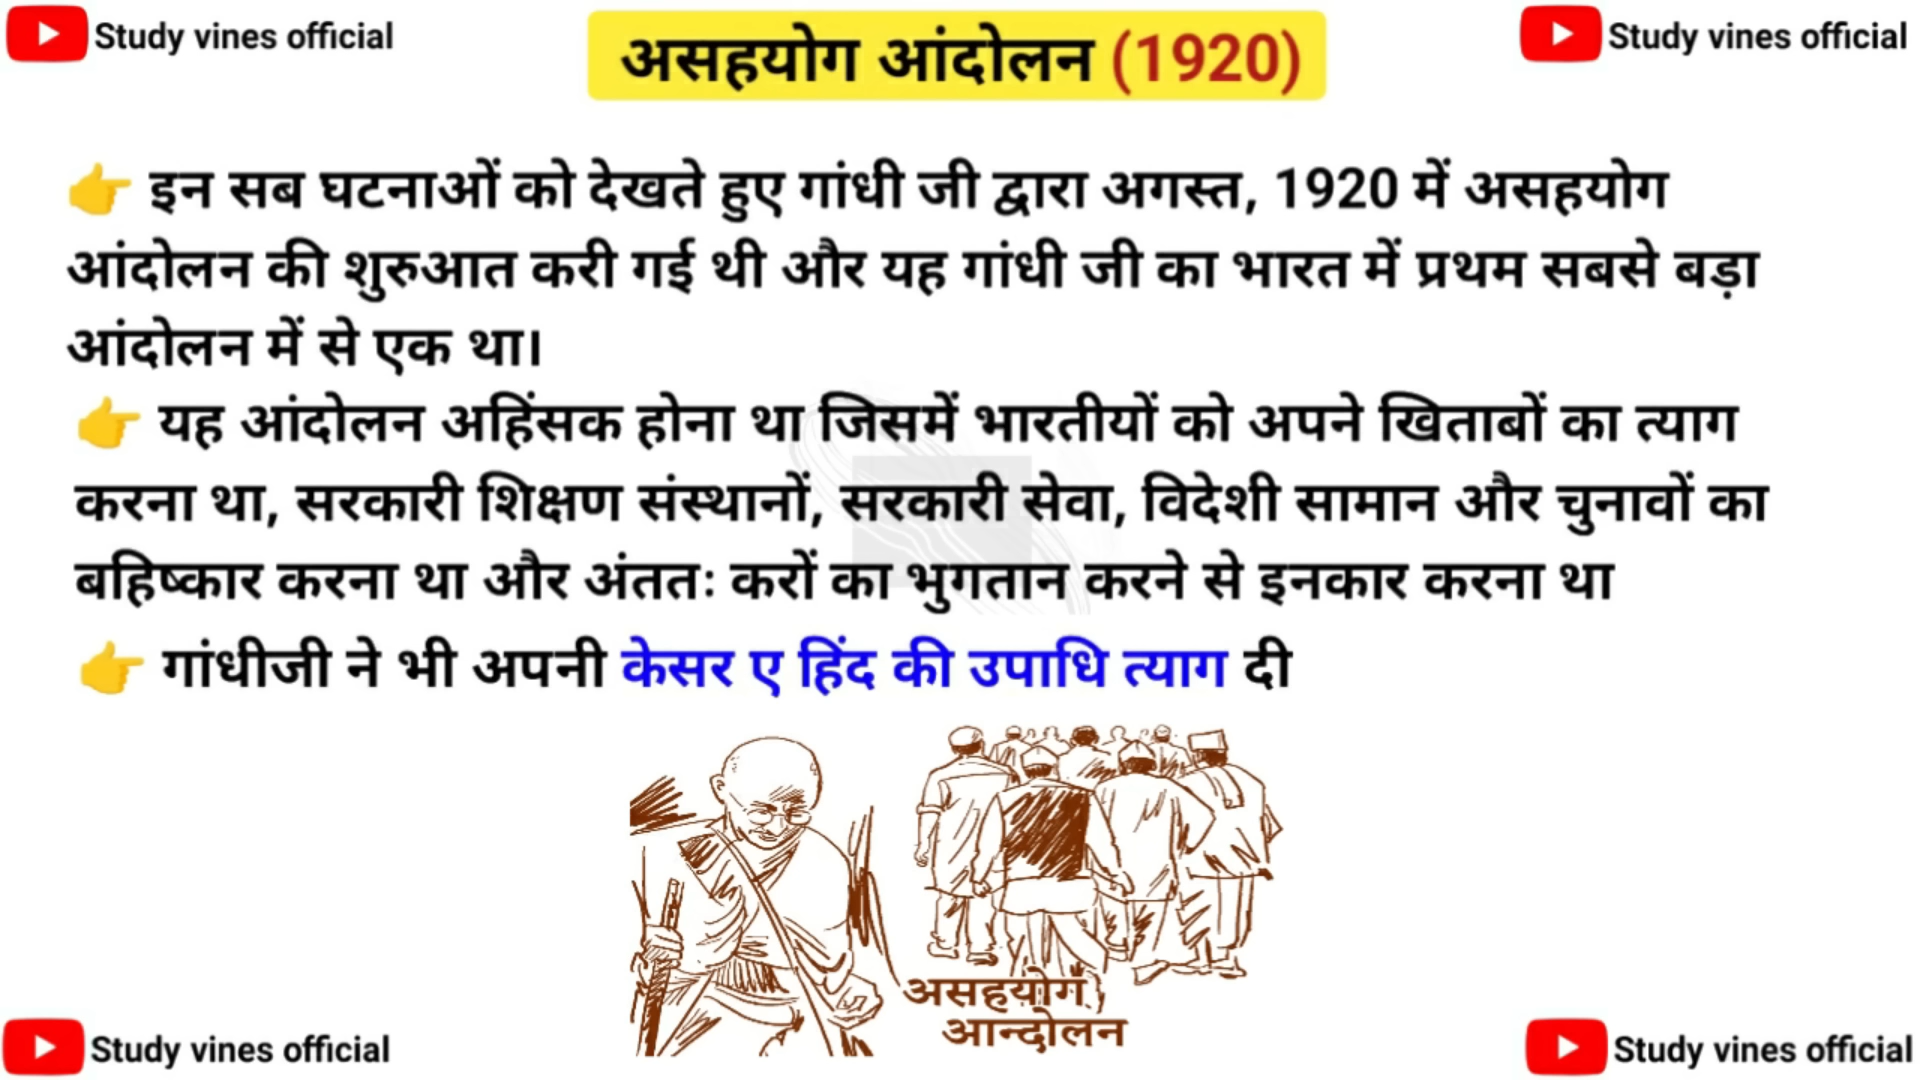 Study vines official
असहयोग आंदोलन (1920)
Study vines official
👉 इन सब घटनाओं को देखते हुए गांधी जी द्वारा अगस्त, 1920 में असहयोग
आंदोलन की शुरुआत करी गई थी और यह गांधी जी का भारत में प्रथम सबसे बड़ा
आंदोलन में से एक था।
👉 यह आंदोलन अहिंसक होना था जिसमें भारतीयों को अपने खिताबों का त्याग
करना था, सरकारी शिक्षण संस्थानों, सरकारी सेवा, विदेशी सामान और चुनावों का
बहिष्कार करना था और अंततः करों का भुगतान करने से इनकार करना था
👉 गांधीजी ने भी अपनी केसर ए हिंद की उपाधि त्याग दी
असहयोग
आन्दोलन
Study vines official
Study vines official